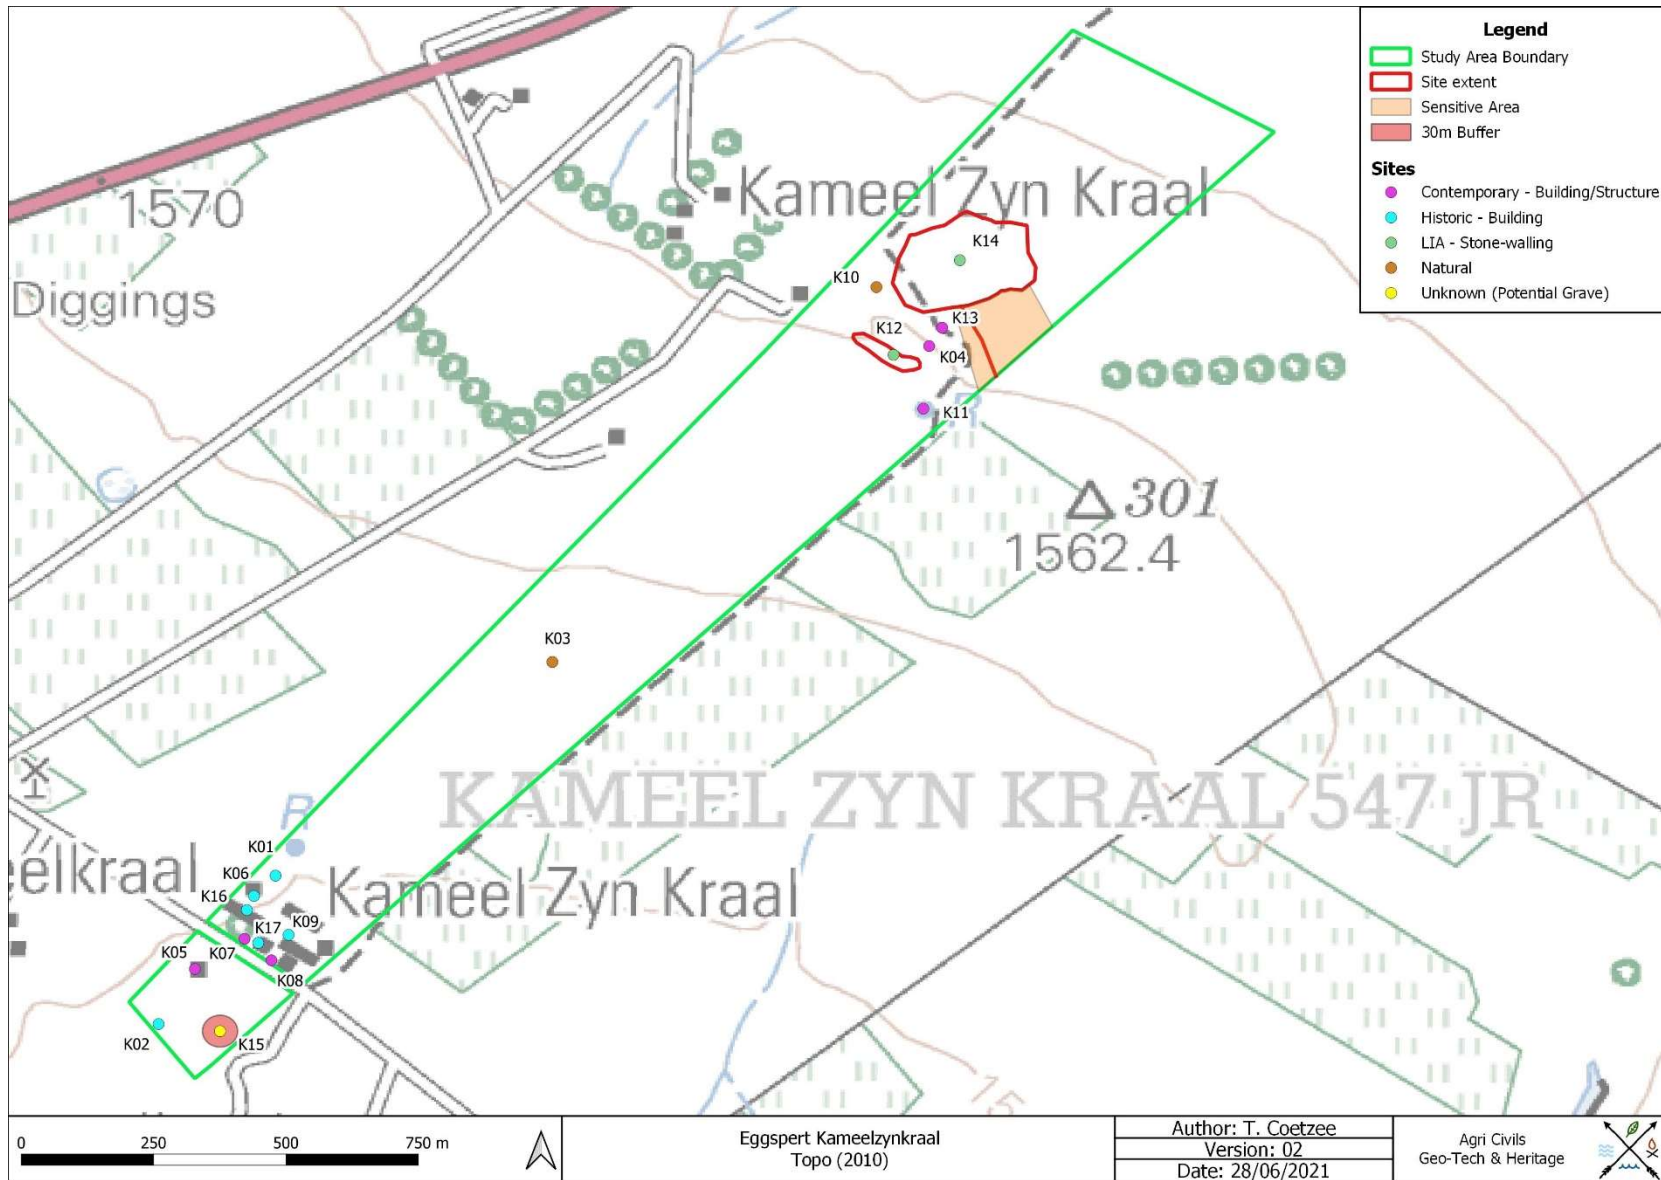 Legend
Study Area Boundary
Site extent
Sensitive Area
30m Buffer
Sites
Contemporary - Building/Structure
Historic - Building
LIA - Stone-walling
Natural
Unknown (Potential Grave)
1570
Kameel Zyn Kraal
K14
K10
Diggings
K13
K12
K04
K11
R
301
1562.4
K03
KAMEEL ZYN KRAAL 547 JR
R
K01
eelkraal
K06
Kameel Zyn Kraal
K16
K17
K09
K05
K07
K08
K02
K15
15
0 250 500 750 m
Eggspert Kameelzynkraal
Topo (2010)
Author: T. Coetzee
Version: 02
Date: 28/06/2021
Agri Civils
Geo-Tech & Heritage